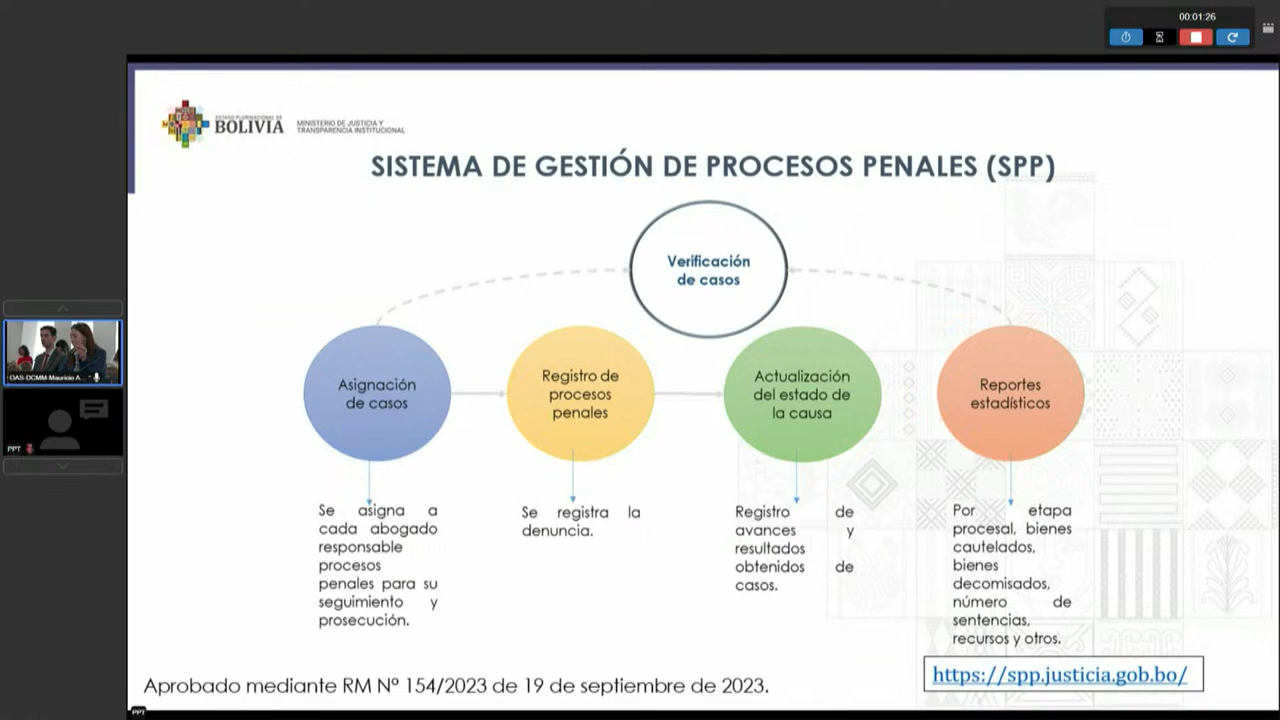 00:01:26
ESTADO PLURINACIONAL DE
BOLIVIA
MINISTERIO DE JUSTICIA Y
TRANSPARENCIA INSTITUCIONAL
SISTEMA DE GESTIÓN DE PROCESOS PENALES (SPP)
Verificación
de casos
Asignación
de casos
Registro de
procesos
penales
Actualización
del estado de
la causa
Reportes
estadísticos
Se asigna a
cada abogado
responsable
procesos
penales para su
seguimiento y
prosecución.
Se registra la
denuncia.
Registro de
avances y
resultados
obtenidos de
casos.
Por etapa
procesal, bienes
cautelados,
bienes
decomisados,
número de
sentencias,
recursos y otros.
https://spp.justicia.gob.bo/
Aprobado mediante RM N° 154/2023 de 19 de septiembre de 2023.
OAS-DCMM-Mauricio A...
PPT
PPT